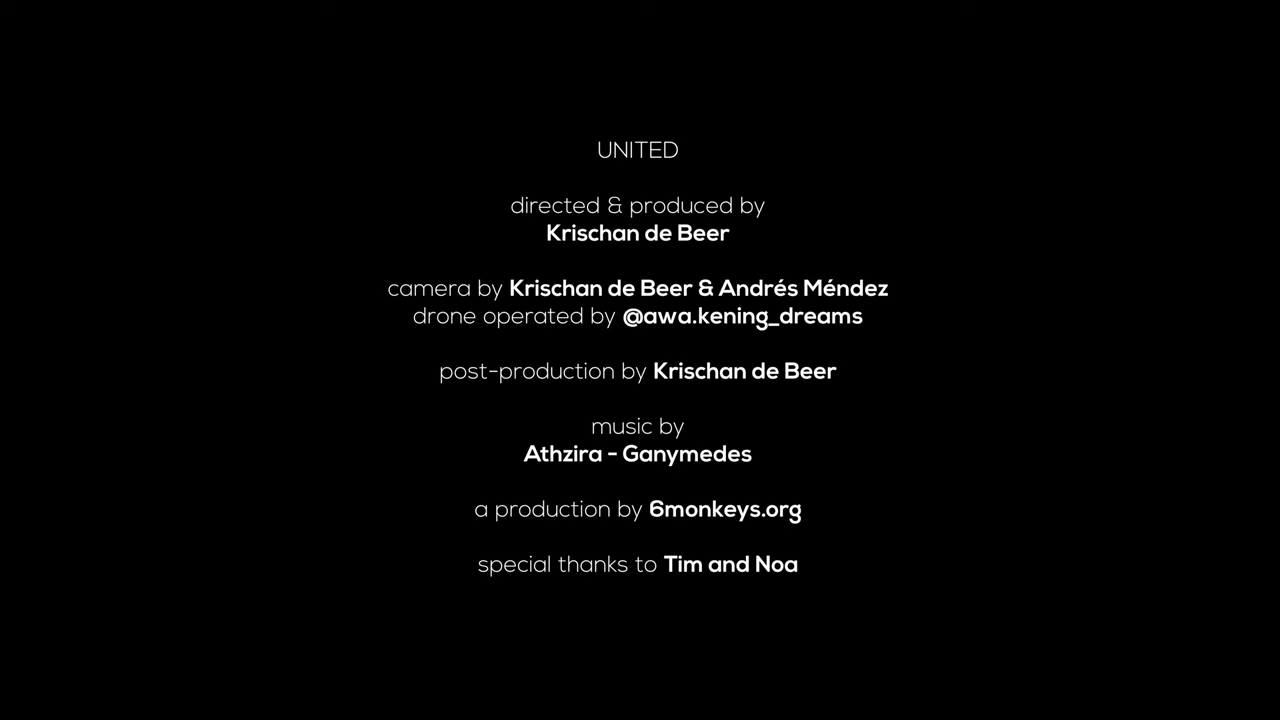 UNITED
directed & produced by
Krischan de Beer
camera by Krischan de Beer & Andrés Méndez
drone operated by @awa.kening_dreams
post-production by Krischan de Beer
music by
Athzira - Ganymedes
a production by 6monkeys.org
special thanks to Tim and Noa